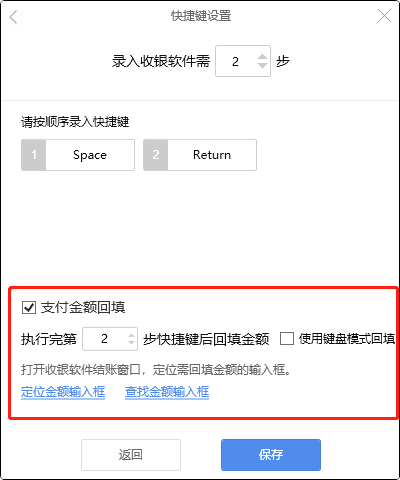 快捷键设置
录入收银软件需 2 步
请按顺序录入快捷键
1 Space 2 Return
支付金额回填
执行完第 2 步快捷键后回填金额 使用键盘模式回填
打开收银软件结账窗口，定位需回填金额的输入框。
定位金额输入框 查找金额输入框
返回 保存